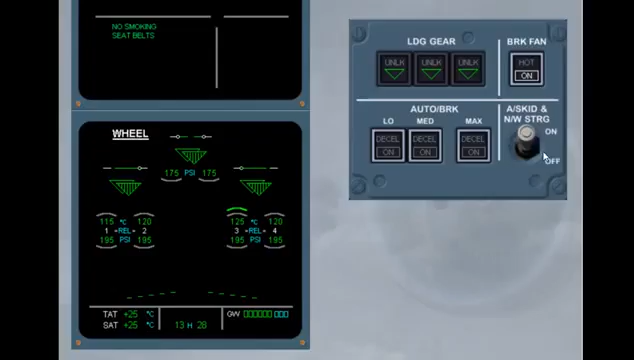 NO SMOKING
SEAT BELTS
LDG GEAR
BRK FAN
UNLK UNLK UNLK
HOT
ON
AUTO/BRK
A/SKID &
N/W STRG
LO MED MAX
ON
DECEL DECEL DECEL
ON ON ON
OFF
WHEEL
175 PSI 175
115 °C 120 125 °C 120
1 REL 2 3 REL 4
195 PSI 195 195 PSI 195
TAT +25 °C GW
SAT +25 °C 13 H 28